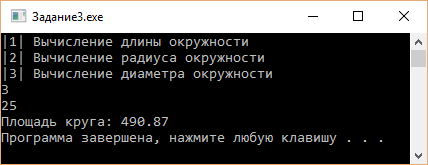 Задание3.exe
|1| Вычисление длины окружности
|2| Вычисление радиуса окружности
|3| Вычисление диаметра окружности
3
25
Площадь круга: 490.87
Программа завершена, нажмите любую клавишу . . .